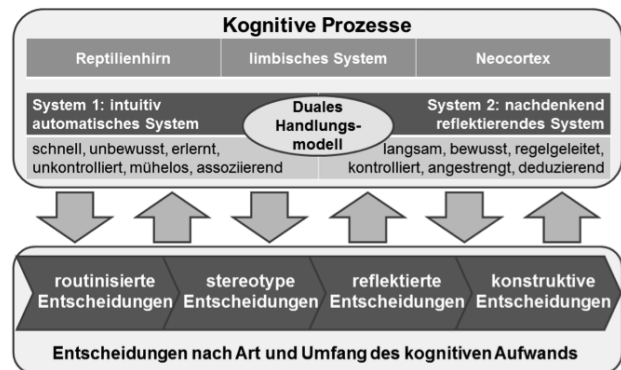 Kognitive Prozesse
Reptilienhirn
limbisches System
Neocortex
System 1: intuitiv
automatisches System
Duales
Handlungs-
modell
System 2: nachdenkend
reflektierendes System
schnell, unbewusst, erlernt,
unkontrolliert, mühelos, assoziierend
langsam, bewusst, regelgeleitet,
kontrolliert, angestrengt, deduzierend
routinisierte
Entscheidungen
stereotype
Entscheidungen
reflektierte
Entscheidungen
konstruktive
Entscheidungen
Entscheidungen nach Art und Umfang des kognitiven Aufwands